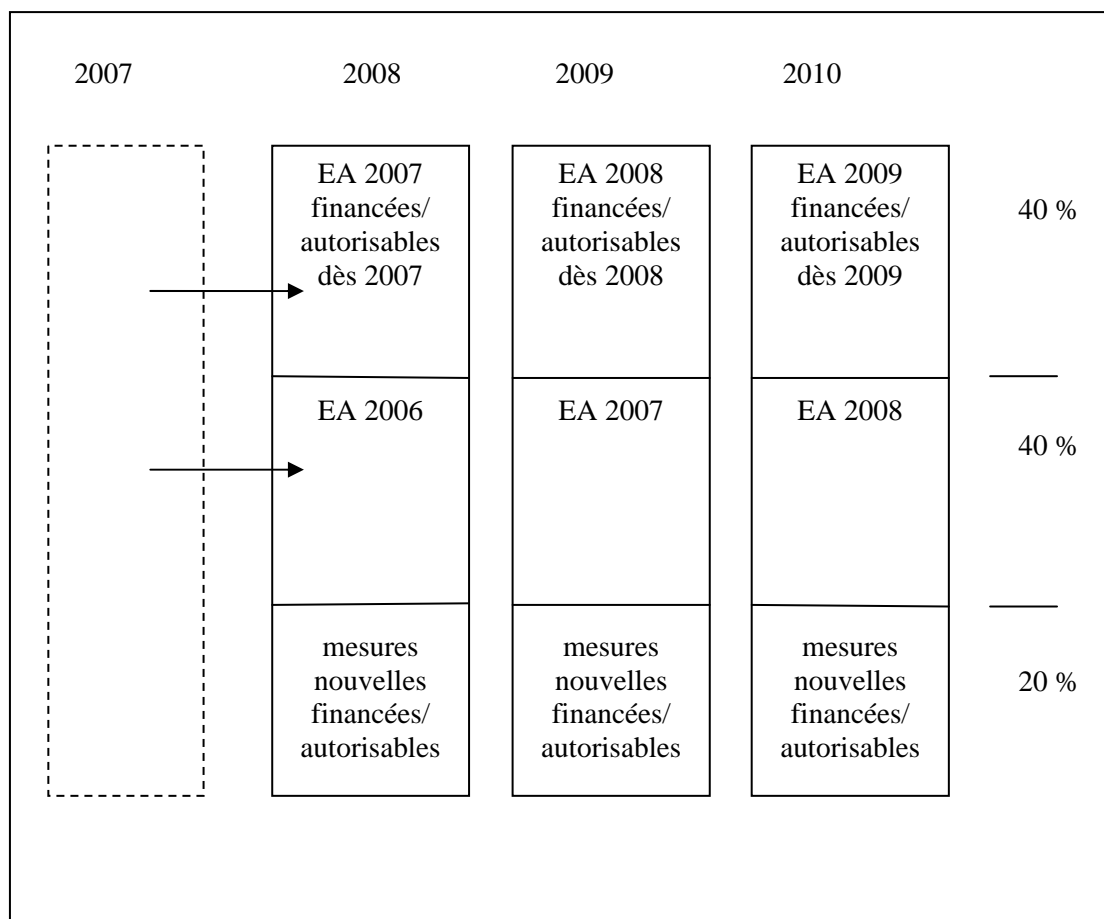 2007 2008 2009 2010
EA 2007
financées/
autorisables
dès 2007
EA 2008
financées/
autorisables
dès 2008
EA 2009
financées/
autorisables
dès 2009
40 %
EA 2006
EA 2007
EA 2008
40 %
mesures
nouvelles
financées/
autorisables
mesures
nouvelles
financées/
autorisables
mesures
nouvelles
financées/
autorisables
20 %